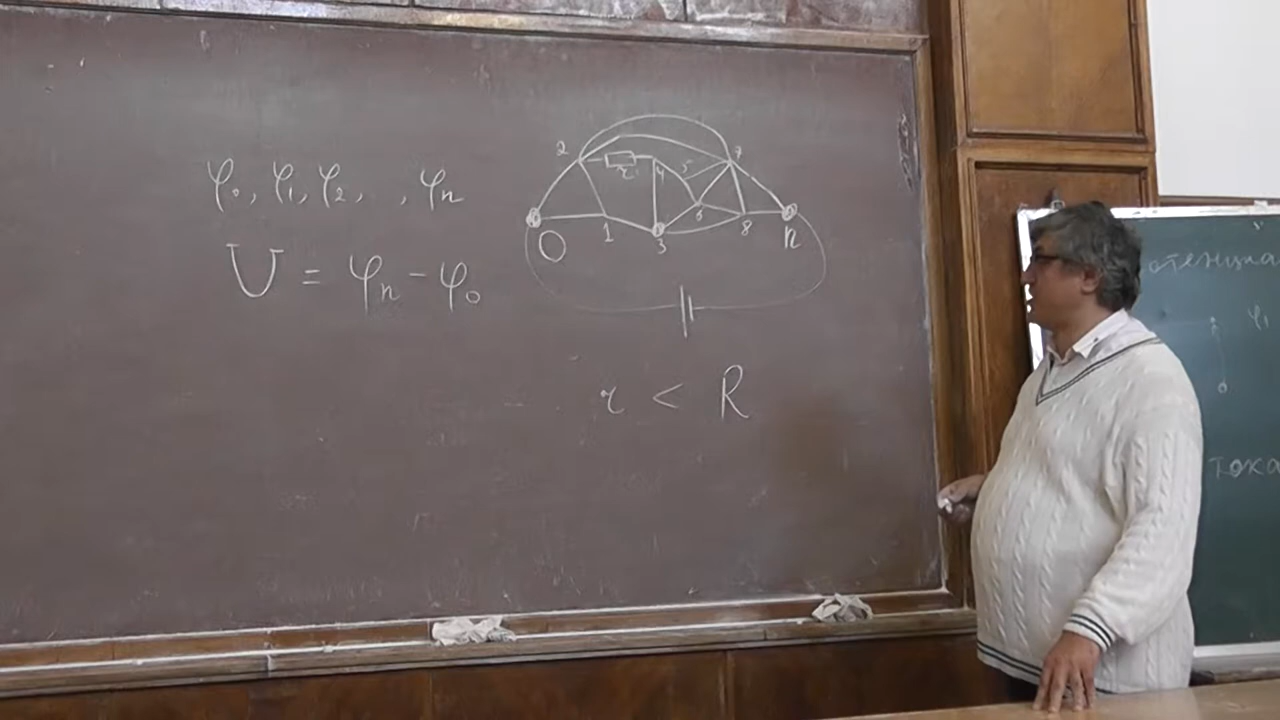 φ₀, φ₁, φ₂, , φₙ
U = φₙ - φ₀
2 7
r 4 5
0 1 3 6 8 n
r < R
φ₁
тока